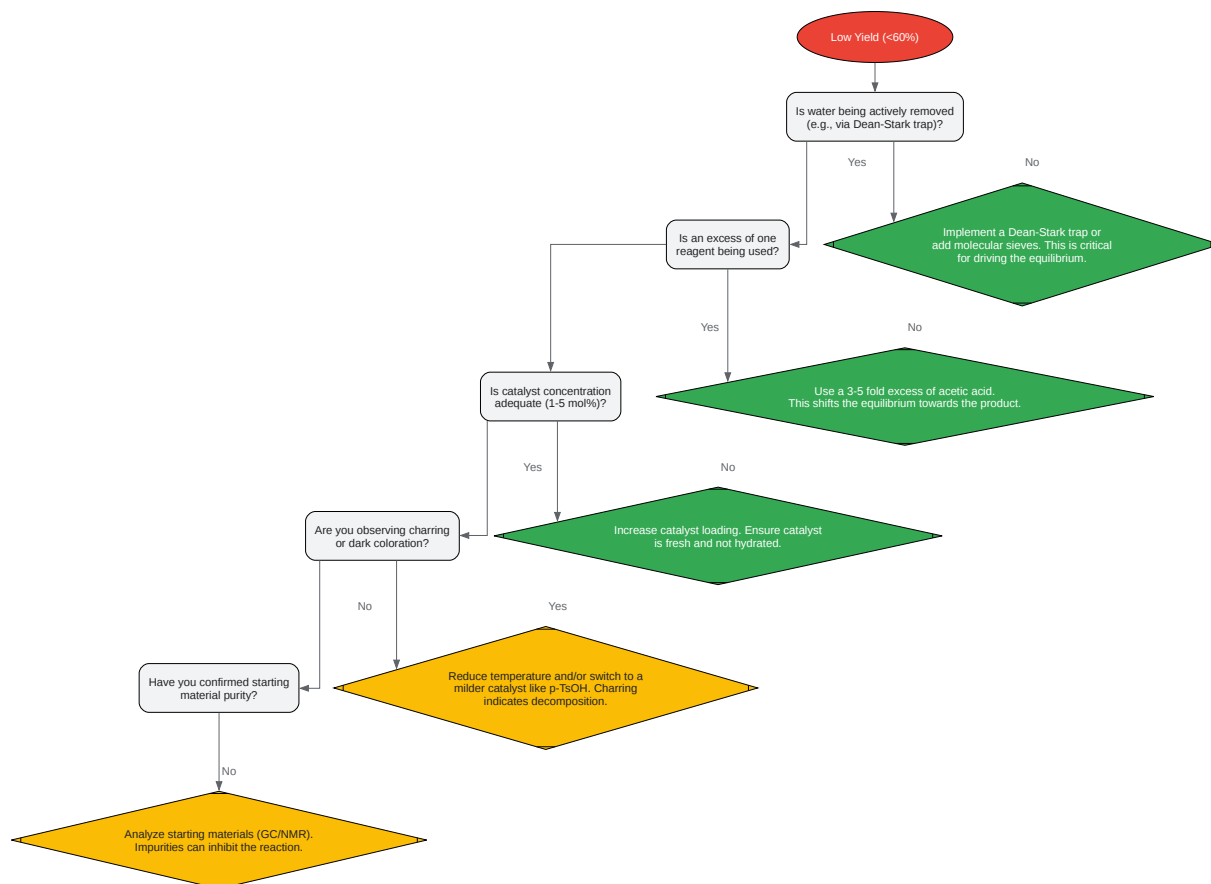 Low Yield (<60%)
Is water being actively removed
(e.g., via Dean-Stark trap)?
Yes
No
Implement a Dean-Stark trap or
add molecular sieves. This is critical
for driving the equilibrium.
Is an excess of one
reagent being used?
Yes
No
Use a 3-5 fold excess of acetic acid.
This shifts the equilibrium towards the product.
Is catalyst concentration
adequate (1-5 mol%)?
Yes
No
Increase catalyst loading. Ensure catalyst
is fresh and not hydrated.
Are you observing charring
or dark coloration?
No
Yes
Reduce temperature and/or switch to a
milder catalyst like p-TsOH. Charring
indicates decomposition.
Have you confirmed starting
material purity?
No
Analyze starting materials (GC/NMR).
Impurities can inhibit the reaction.